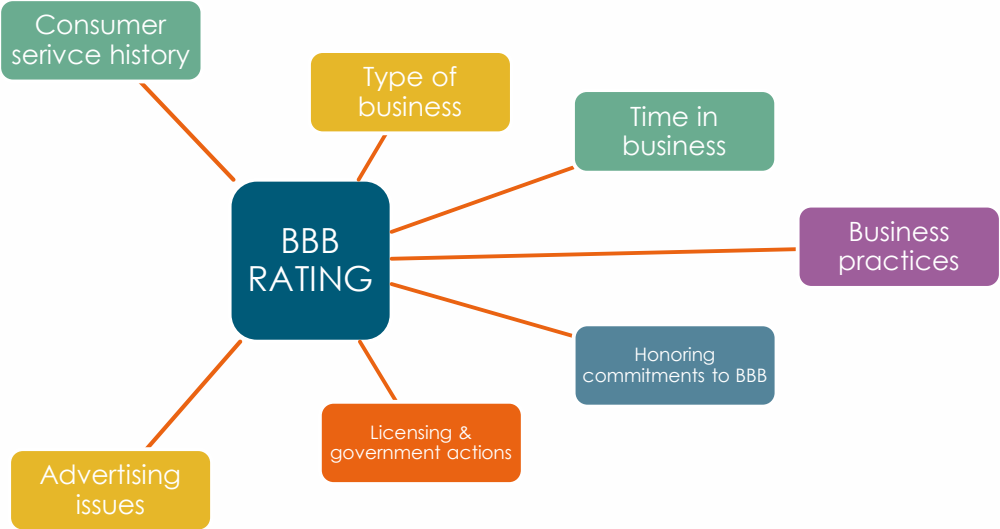 Consumer
serivce history
Type of
business
Time in
business
BBB
RATING
Business
practices
Honoring
commitments to BBB
Licensing &
government actions
Advertising
issues